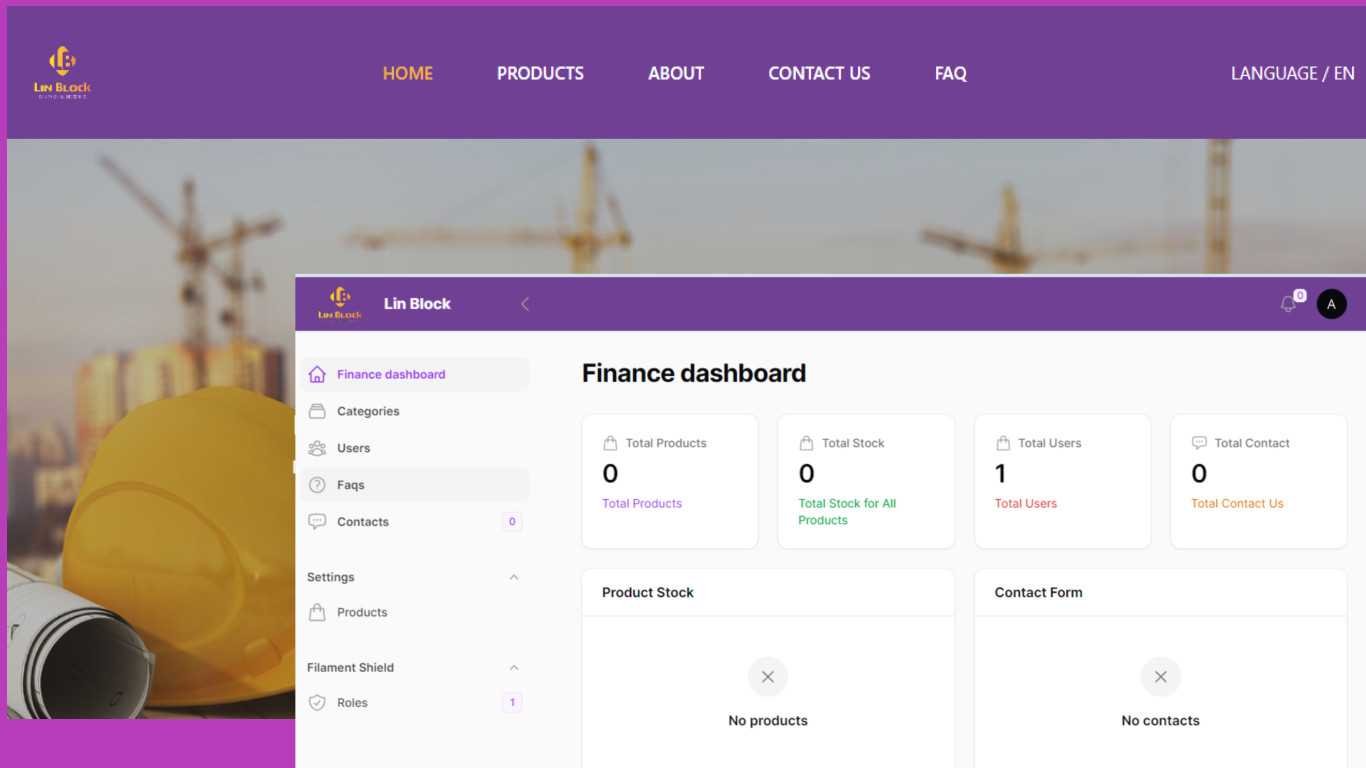 LIN BLOCK
HOME
PRODUCTS
ABOUT
CONTACT US
FAQ
LANGUAGE / EN
LIN BLOCK
Lin Block
0
A
Finance dashboard
Categories
Users
Faqs
Contacts
0
Settings
Products
Filament Shield
Roles
1
Finance dashboard
Total Products
0
Total Products
Total Stock
0
Total Stock for All
Products
Total Users
1
Total Users
Total Contact
0
Total Contact Us
Product Stock
No products
Contact Form
No contacts